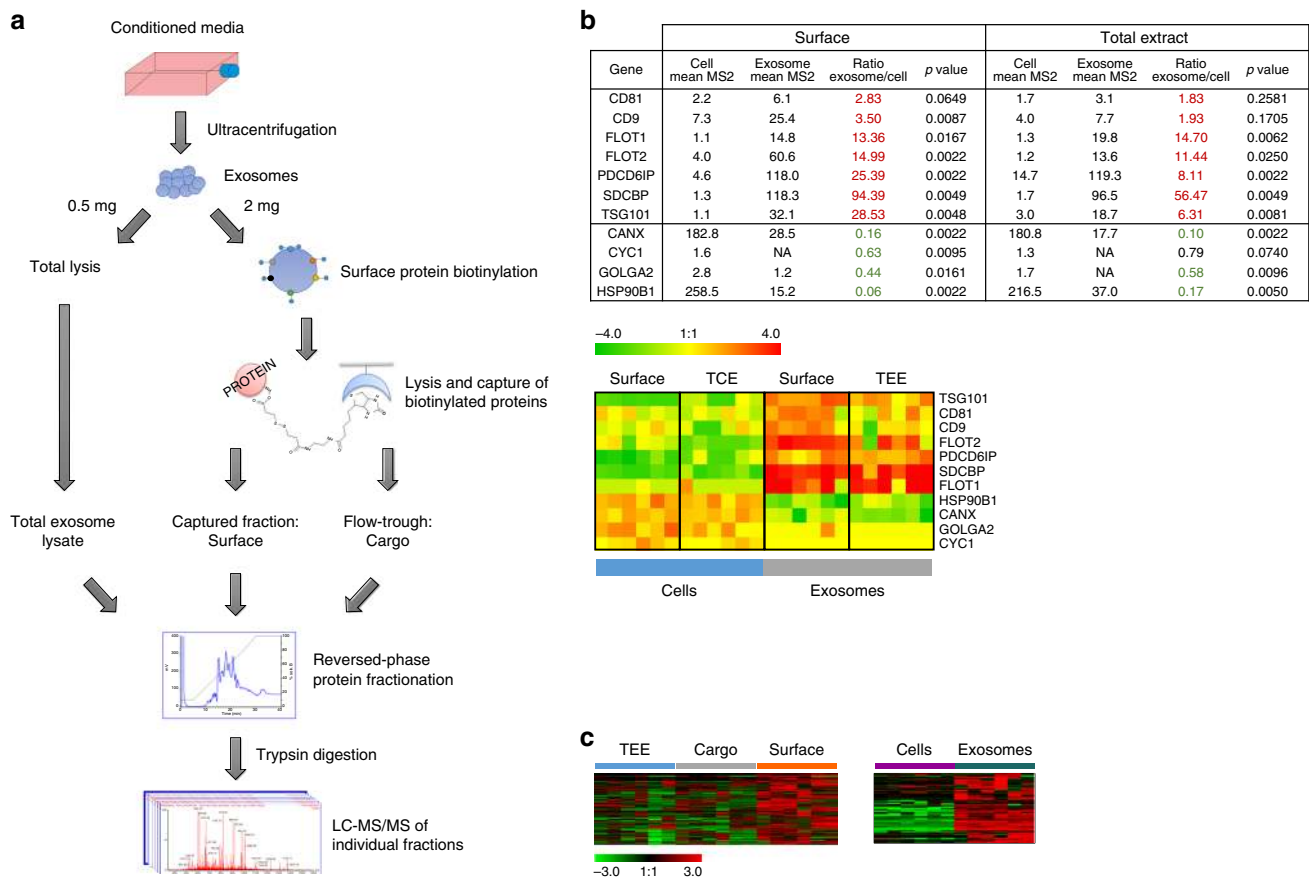 a
Conditioned media
Ultracentrifugation
Exosomes
0.5 mg
2 mg
Total lysis
Surface protein biotinylation
PROTEIN
Lysis and capture of
biotinylated proteins
Total exosome
lysate
Captured fraction:
Surface
Flow-trough:
Cargo
Reversed-phase
protein fractionation
Time (min)
Trypsin digestion
LC-MS/MS of
individual fractions
b
Surface Total extract
Gene Cell mean MS2 Exosome mean MS2 Ratio exosome/cell p value Cell mean MS2 Exosome mean MS2 Ratio exosome/cell p value
CD81 2.2 6.1 2.83 0.0649 1.7 3.1 1.83 0.2581
CD9 7.3 25.4 3.50 0.0087 4.0 7.7 1.93 0.1705
FLOT1 1.1 14.8 13.36 0.0167 1.3 19.8 14.70 0.0062
FLOT2 4.0 60.6 14.99 0.0022 1.2 13.6 11.44 0.0250
PDCD6IP 4.6 118.0 25.39 0.0022 14.7 119.3 8.11 0.0022
SDCBP 1.3 118.3 94.39 0.0049 1.7 96.5 56.47 0.0049
TSG101 1.1 32.1 28.53 0.0048 3.0 18.7 6.31 0.0081
CANX 182.8 28.5 0.16 0.0022 180.8 17.7 0.10 0.0022
CYC1 1.6 NA 0.63 0.0095 1.3 NA 0.79 0.0740
GOLGA2 2.8 1.2 0.44 0.0161 1.7 NA 0.58 0.0096
HSP90B1 258.5 15.2 0.06 0.0022 216.5 37.0 0.17 0.0050
−4.0 1:1 4.0
Surface TCE Surface TEE
TSG101
CD81
CD9
FLOT2
PDCD6IP
SDCBP
FLOT1
HSP90B1
CANX
GOLGA2
CYC1
Cells Exosomes
c
TEE Cargo Surface
Cells Exosomes
−3.0 1:1 3.0